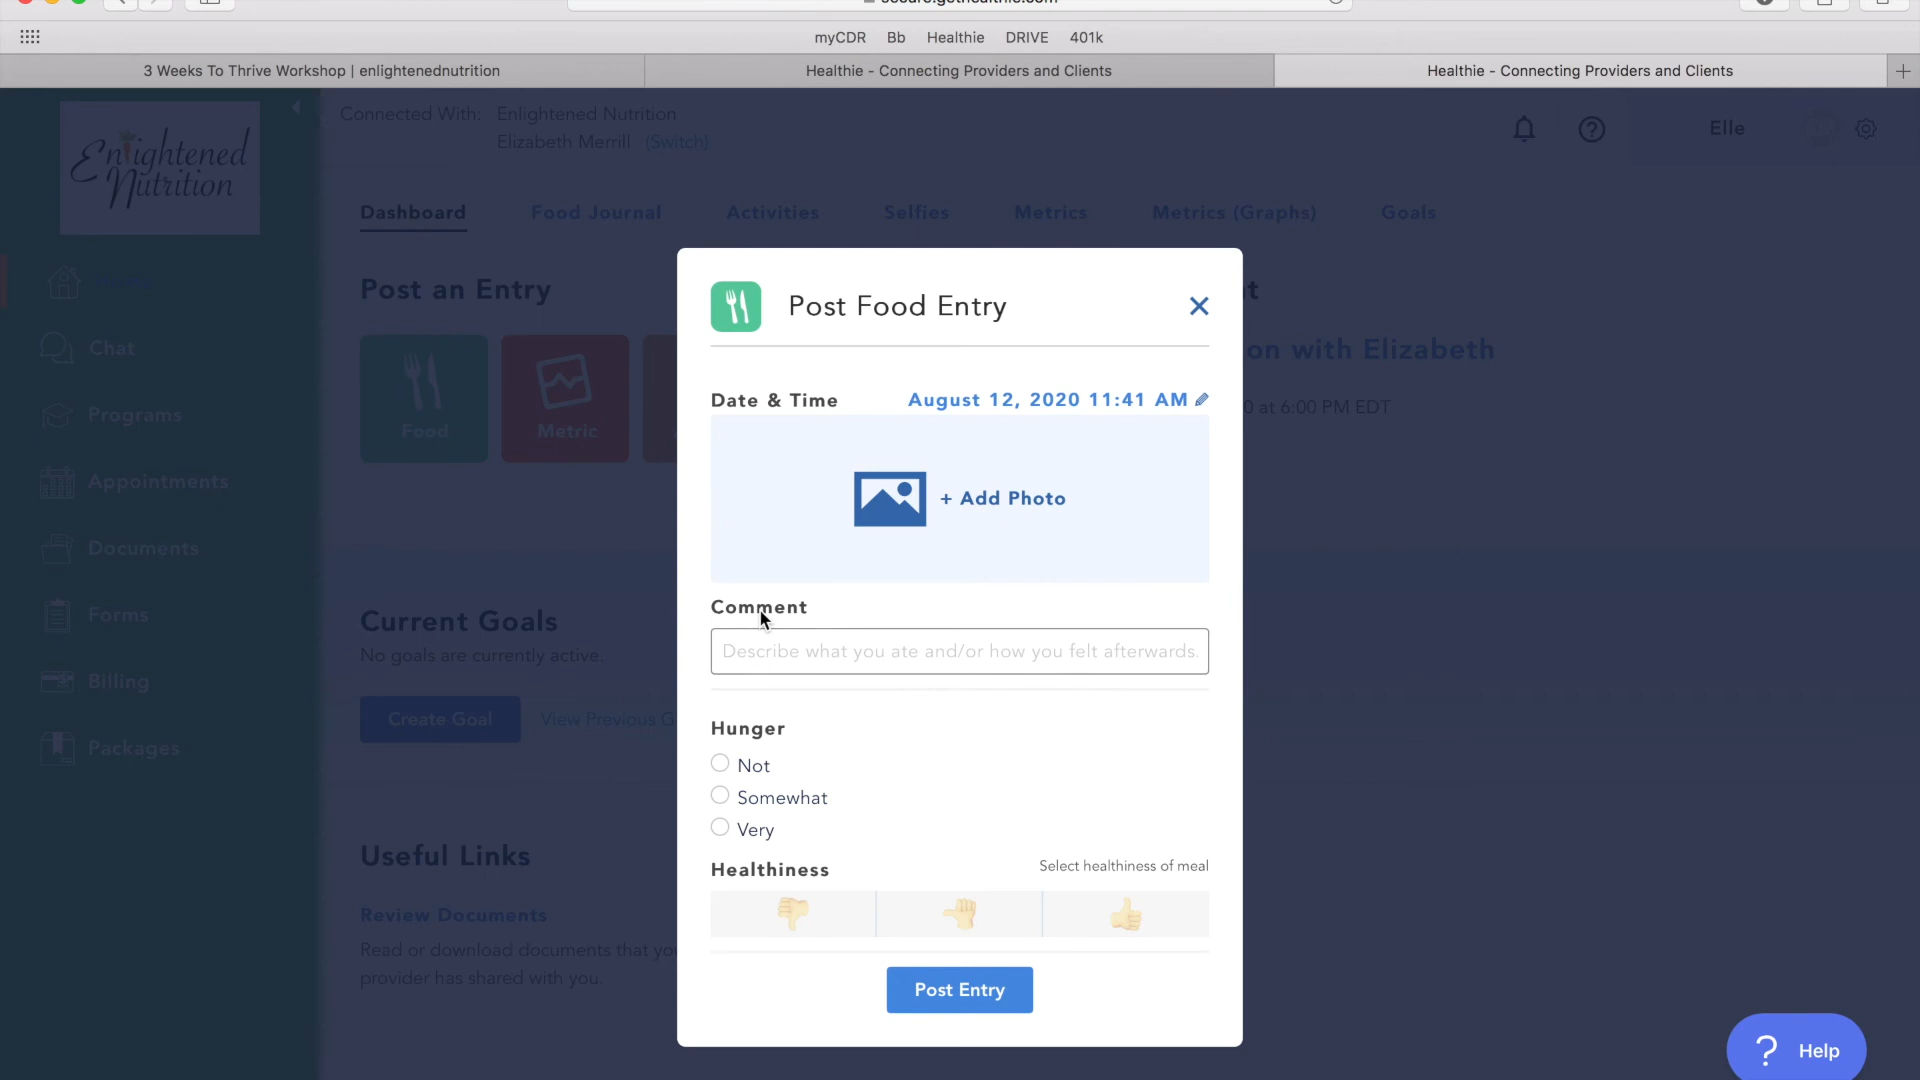 myCDR Bb Healthie DRIVE 401k
3 Weeks To Thrive Workshop | enlightenednutrition
Healthie - Connecting Providers and Clients
Healthie - Connecting Providers and Clients
Enlightened
Nutrition
Connected With: Enlightened Nutrition
Elizabeth Merrill (Switch)
Elle
Dashboard Food Journal Activities Selfies Metrics Metrics (Graphs) Goals
Chat
Programs
Appointments
Documents
Forms
Billing
Packages
Post an Entry
Food
Metric
on with Elizabeth
0 at 6:00 PM EDT
Current Goals
No goals are currently active.
Create Goal
View Previous G
Useful Links
Review Documents
Read or download documents that you
provider has shared with you.
Post Food Entry
Date & Time August 12, 2020 11:41 AM
+ Add Photo
Comment
Describe what you ate and/or how you felt afterwards.
Hunger
Not
Somewhat
Very
Healthiness Select healthiness of meal
Post Entry
? Help